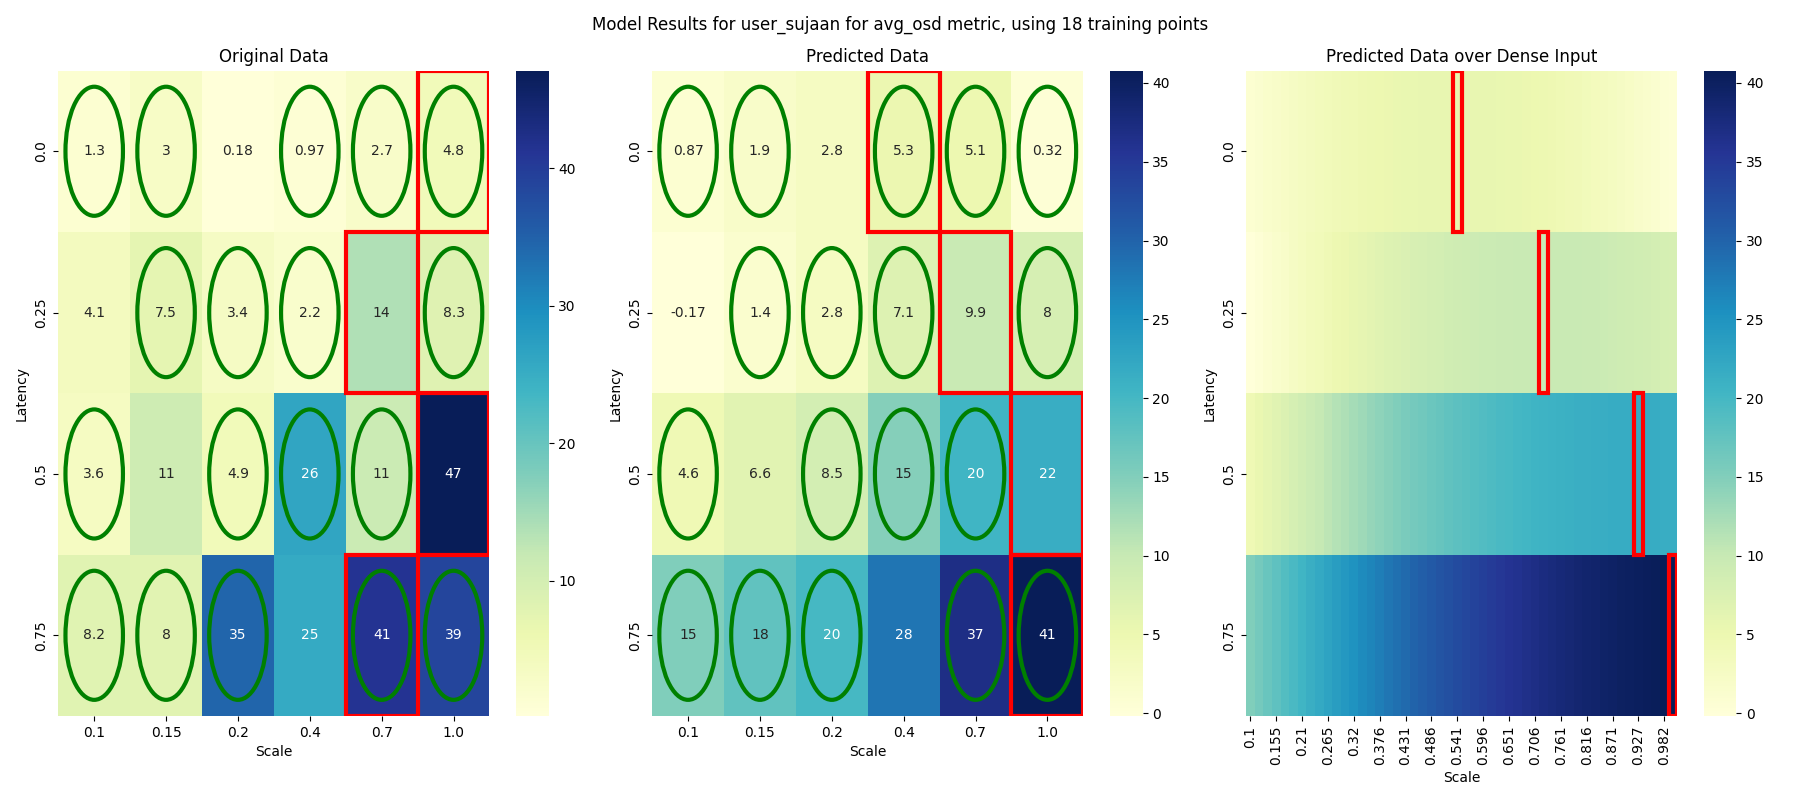 Model Results for user_sujaan for avg_osd metric, using 18 training points
Original Data
Latency
0.0
0.25
0.5
0.75
1.3 3 0.18 0.97 2.7 4.8
4.1 7.5 3.4 2.2 14 8.3
3.6 11 4.9 26 11 47
8.2 8 35 25 41 39
0.1 0.15 0.2 0.4 0.7 1.0
Scale
40
30
20
10
Predicted Data
Latency
0.0
0.25
0.5
0.75
0.87 1.9 2.8 5.3 5.1 0.32
-0.17 1.4 2.8 7.1 9.9 8
4.6 6.6 8.5 15 20 22
15 18 20 28 37 41
0.1 0.15 0.2 0.4 0.7 1.0
Scale
40
35
30
25
20
15
10
5
0
Predicted Data over Dense Input
Latency
0.0
0.25
0.5
0.75
0.1 0.155 0.21 0.265 0.32 0.376 0.431 0.486 0.541 0.596 0.651 0.706 0.761 0.816 0.871 0.927 0.982
Scale
40
35
30
25
20
15
10
5
0